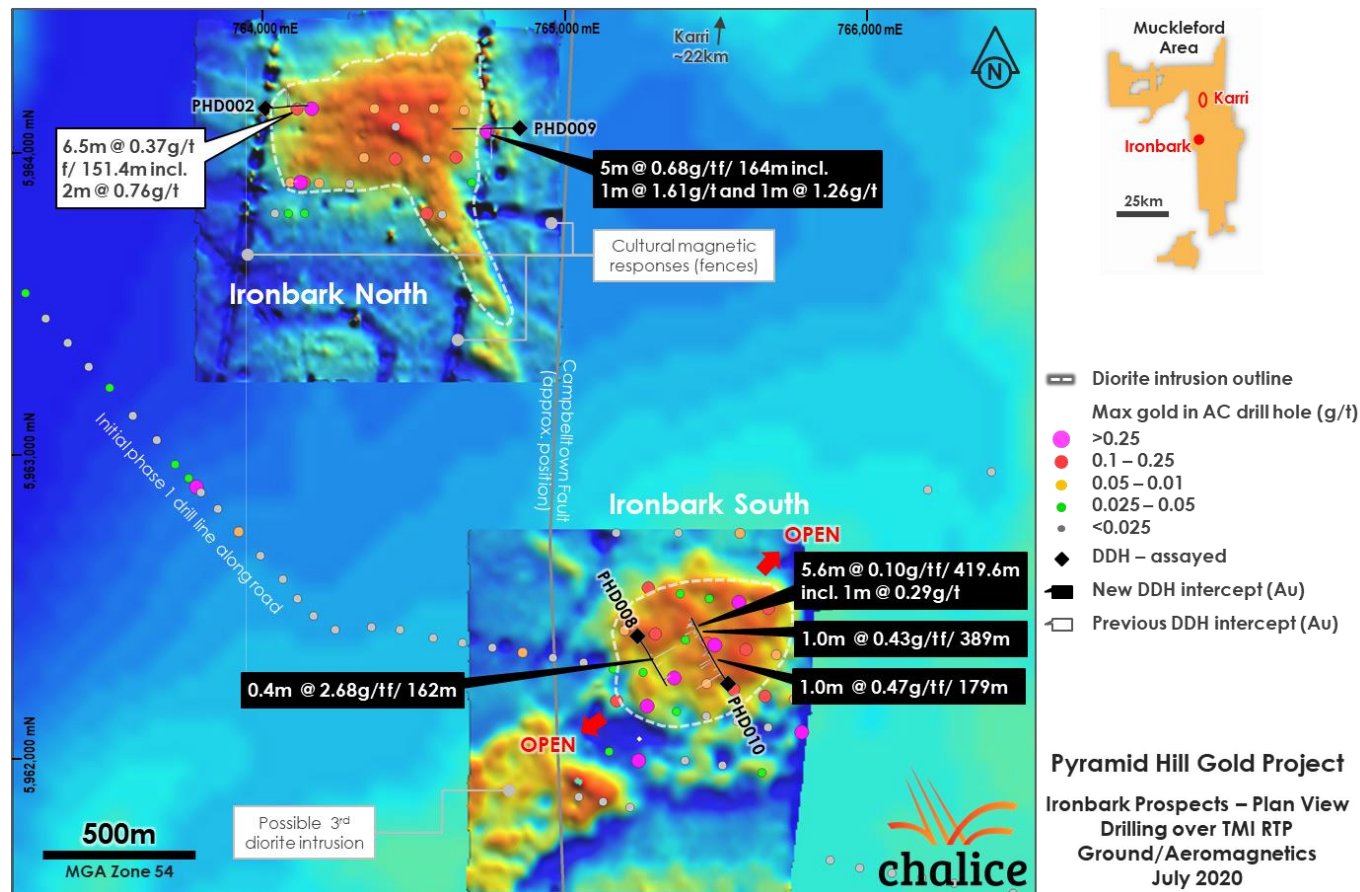 764,000 mE
765,000 mE
766,000 mE
Karri
~22km
N
5,964,000 mN
5,963,000 mN
5,962,000 mN
PHD002
PHD009
6.5m @ 0.37g/t
f/ 151.4m incl.
2m @ 0.76g/t
5m @ 0.68g/tf/ 164m incl.
1m @ 1.61g/t and 1m @ 1.26g/t
Cultural magnetic
responses (fences)
Ironbark North
Campbelltown Fault
(approx. position)
Initial phase 1 drill line along road
Ironbark South
OPEN
PHD008
5.6m @ 0.10g/tf/ 419.6m
incl. 1m @ 0.29g/t
1.0m @ 0.43g/tf/ 389m
1.0m @ 0.47g/tf/ 179m
0.4m @ 2.68g/tf/ 162m
PHD010
OPEN
Possible 3rd
diorite intrusion
500m
MGA Zone 54
chalice
Muckleford
Area
Karri
Ironbark
25km
Diorite intrusion outline
Max gold in AC drill hole (g/t)
>0.25
0.1 – 0.25
0.05 – 0.01
0.025 – 0.05
<0.025
DDH – assayed
New DDH intercept (Au)
Previous DDH intercept (Au)
Pyramid Hill Gold Project
Ironbark Prospects – Plan View
Drilling over TMI RTP
Ground/Aeromagnetics
July 2020